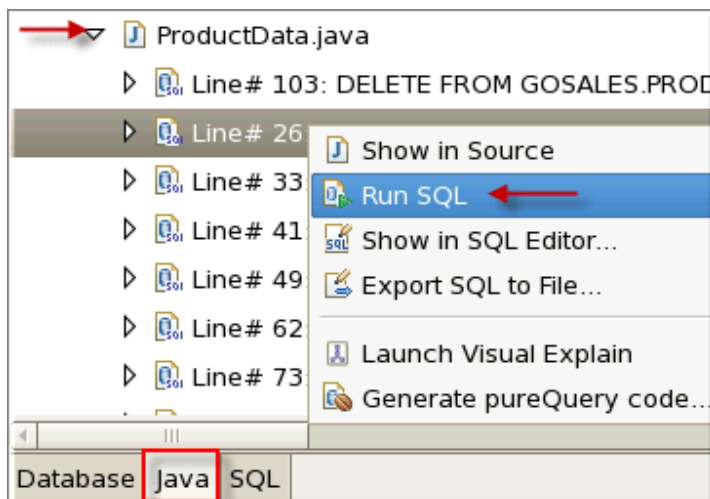 ProductData.java
Line# 103: DELETE FROM GOSALES.PROD
Line# 26
Show in Source
Line# 33
Run SQL
Line# 41
Show in SQL Editor...
Line# 49
Export SQL to File...
Line# 62
Launch Visual Explain
Line# 73
Generate pureQuery code...
Database Java SQL